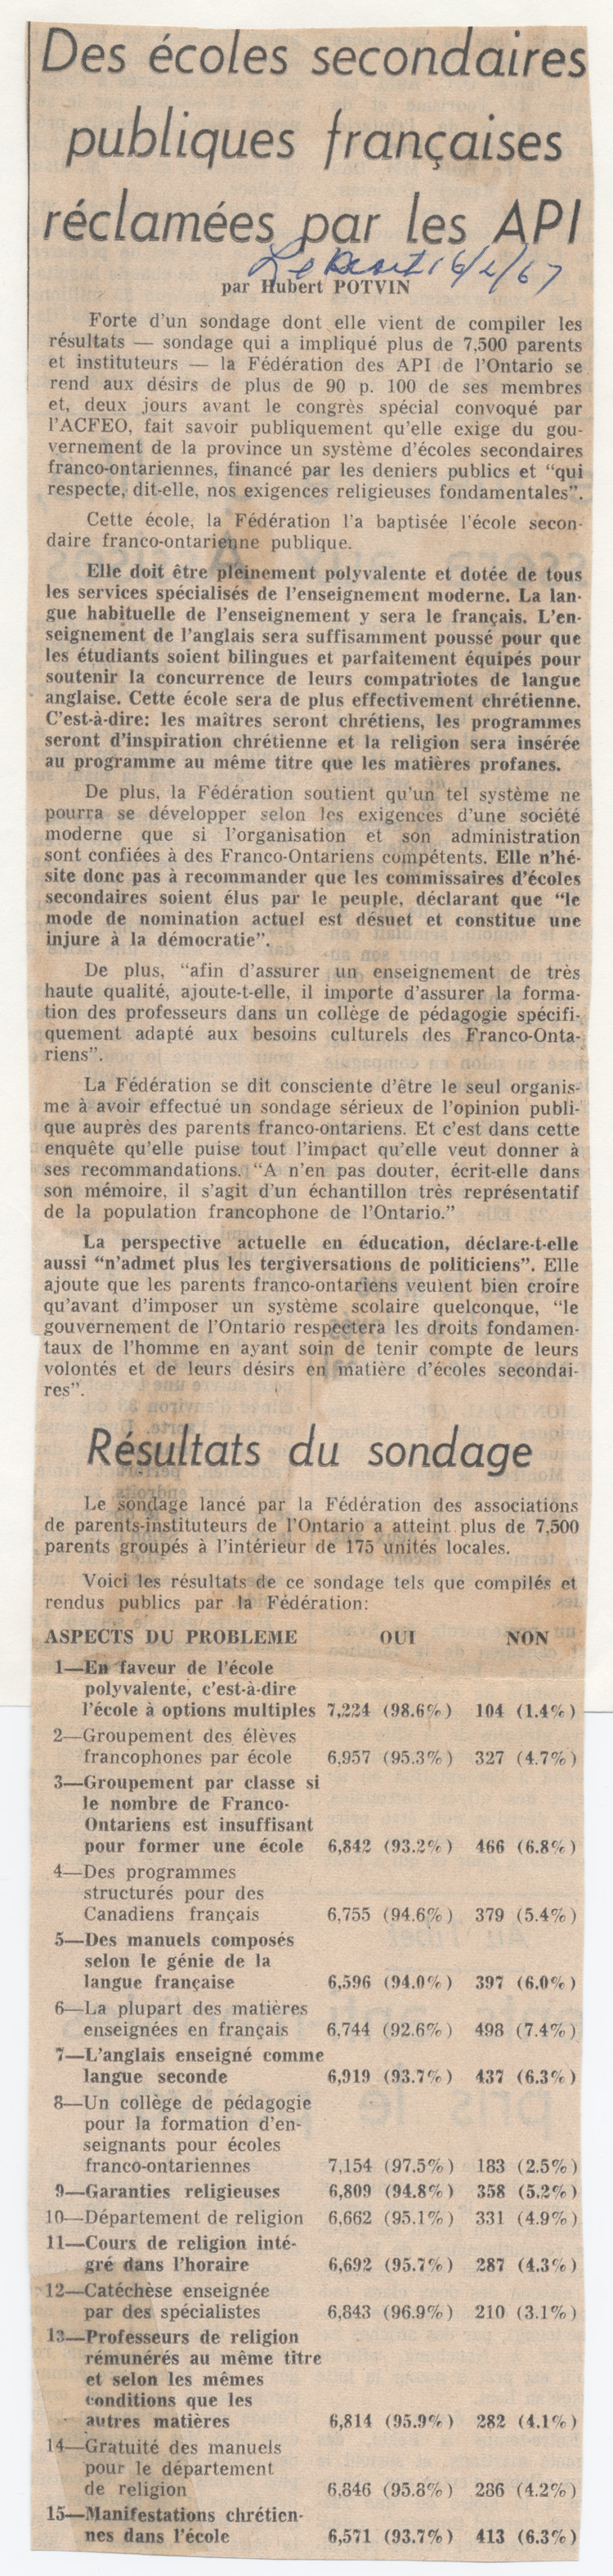 Des écoles secondaires
publiques françaises
réclamées par les API
Le Droit 16/2/67
par Hubert POTVIN
Forte d'un sondage dont elle vient de compiler les
résultats — sondage qui a impliqué plus de 7,500 parents
et instituteurs — la Fédération des API de l'Ontario se
rend aux désirs de plus de 90 p. 100 de ses membres
et, deux jours avant le congrès spécial convoqué par
l'ACFEO, fait savoir publiquement qu'elle exige du gou-
vernement de la province un système d'écoles secondaires
franco-ontariennes, financé par les deniers publics et "qui
respecte, dit-elle, nos exigences religieuses fondamentales".
Cette école, la Fédération l'a baptisée l'école secon-
daire franco-ontarienne publique.
Elle doit être pleinement polyvalente et dotée de tous
les services spécialisés de l'enseignement moderne. La lan-
gue habituelle de l'enseignement y sera le français. L'en-
seignement de l'anglais sera suffisamment poussé pour que
les étudiants soient bilingues et parfaitement équipés pour
soutenir la concurrence de leurs compatriotes de langue
anglaise. Cette école sera de plus effectivement chrétienne.
C'est-à-dire: les maîtres seront chrétiens, les programmes
seront d'inspiration chrétienne et la religion sera insérée
au programme au même titre que les matières profanes.
De plus, la Fédération soutient qu'un tel système ne
pourra se développer selon les exigences d'une société
moderne que si l'organisation et son administration
sont confiées à des Franco-Ontariens compétents. Elle n'hé-
site donc pas à recommander que les commissaires d'écoles
secondaires soient élus par le peuple, déclarant que "le
mode de nomination actuel est désuet et constitue une
injure à la démocratie".
De plus, "afin d'assurer un enseignement de très
haute qualité, ajoute-t-elle, il importe d'assurer la forma-
tion des professeurs dans un collège de pédagogie spécifi-
quement adapté aux besoins culturels des Franco-Onta-
riens".
La Fédération se dit consciente d'être le seul organis-
me à avoir effectué un sondage sérieux de l'opinion publi-
que auprès des parents franco-ontariens. Et c'est dans cette
enquête qu'elle puise tout l'impact qu'elle veut donner à
ses recommandations. "A n'en pas douter, écrit-elle dans
son mémoire, il s'agit d'un échantillon très représentatif
de la population francophone de l'Ontario."
La perspective actuelle en éducation, déclare-t-elle
aussi "n'admet plus les tergiversations de politiciens". Elle
ajoute que les parents franco-ontariens veulent bien croire
qu'avant d'imposer un système scolaire quelconque, "le
gouvernement de l'Ontario respectera les droits fondamen-
taux de l'homme en ayant soin de tenir compte de leurs
volontés et de leurs désirs en matière d'écoles secondai-
res".
Résultats du sondage
Le sondage lancé par la Fédération des associations
de parents-instituteurs de l'Ontario a atteint plus de 7,500
parents groupés à l'intérieur de 175 unités locales.
Voici les résultats de ce sondage tels que compilés et
rendus publics par la Fédération:
ASPECTS DU PROBLEME OUI NON
1—En faveur de l'école
polyvalente, c'est-à-dire
l'école à options multiples 7,224 (98.6%) 104 (1.4%)
2—Groupement des élèves
francophones par école 6,957 (95.3%) 327 (4.7%)
3—Groupement par classe si
le nombre de Franco-
Ontariens est insuffisant
pour former une école 6,842 (93.2%) 466 (6.8%)
4—Des programmes
structurés pour des
Canadiens français 6,755 (94.6%) 379 (5.4%)
5—Des manuels composés
selon le génie de la
langue française 6,596 (94.0%) 397 (6.0%)
6—La plupart des matières
enseignées en français 6,744 (92.6%) 498 (7.4%)
7—L'anglais enseigné comme
langue seconde 6,919 (93.7%) 437 (6.3%)
8—Un collège de pédagogie
pour la formation d'en-
seignants pour écoles
franco-ontariennes 7,154 (97.5%) 183 (2.5%)
9—Garanties religieuses 6,809 (94.8%) 358 (5.2%)
10—Département de religion 6,662 (95.1%) 331 (4.9%)
11—Cours de religion inté-
gré dans l'horaire 6,692 (95.7%) 287 (4.3%)
12—Catéchèse enseignée
par des spécialistes 6,843 (96.9%) 210 (3.1%)
13—Professeurs de religion
rémunérés au même titre
et selon les mêmes
conditions que les
autres matières 6,814 (95.9%) 282 (4.1%)
14—Gratuité des manuels
pour le département
de religion 6,846 (95.8%) 286 (4.2%)
15—Manifestations chrétien-
nes dans l'école 6,571 (93.7%) 413 (6.3%)